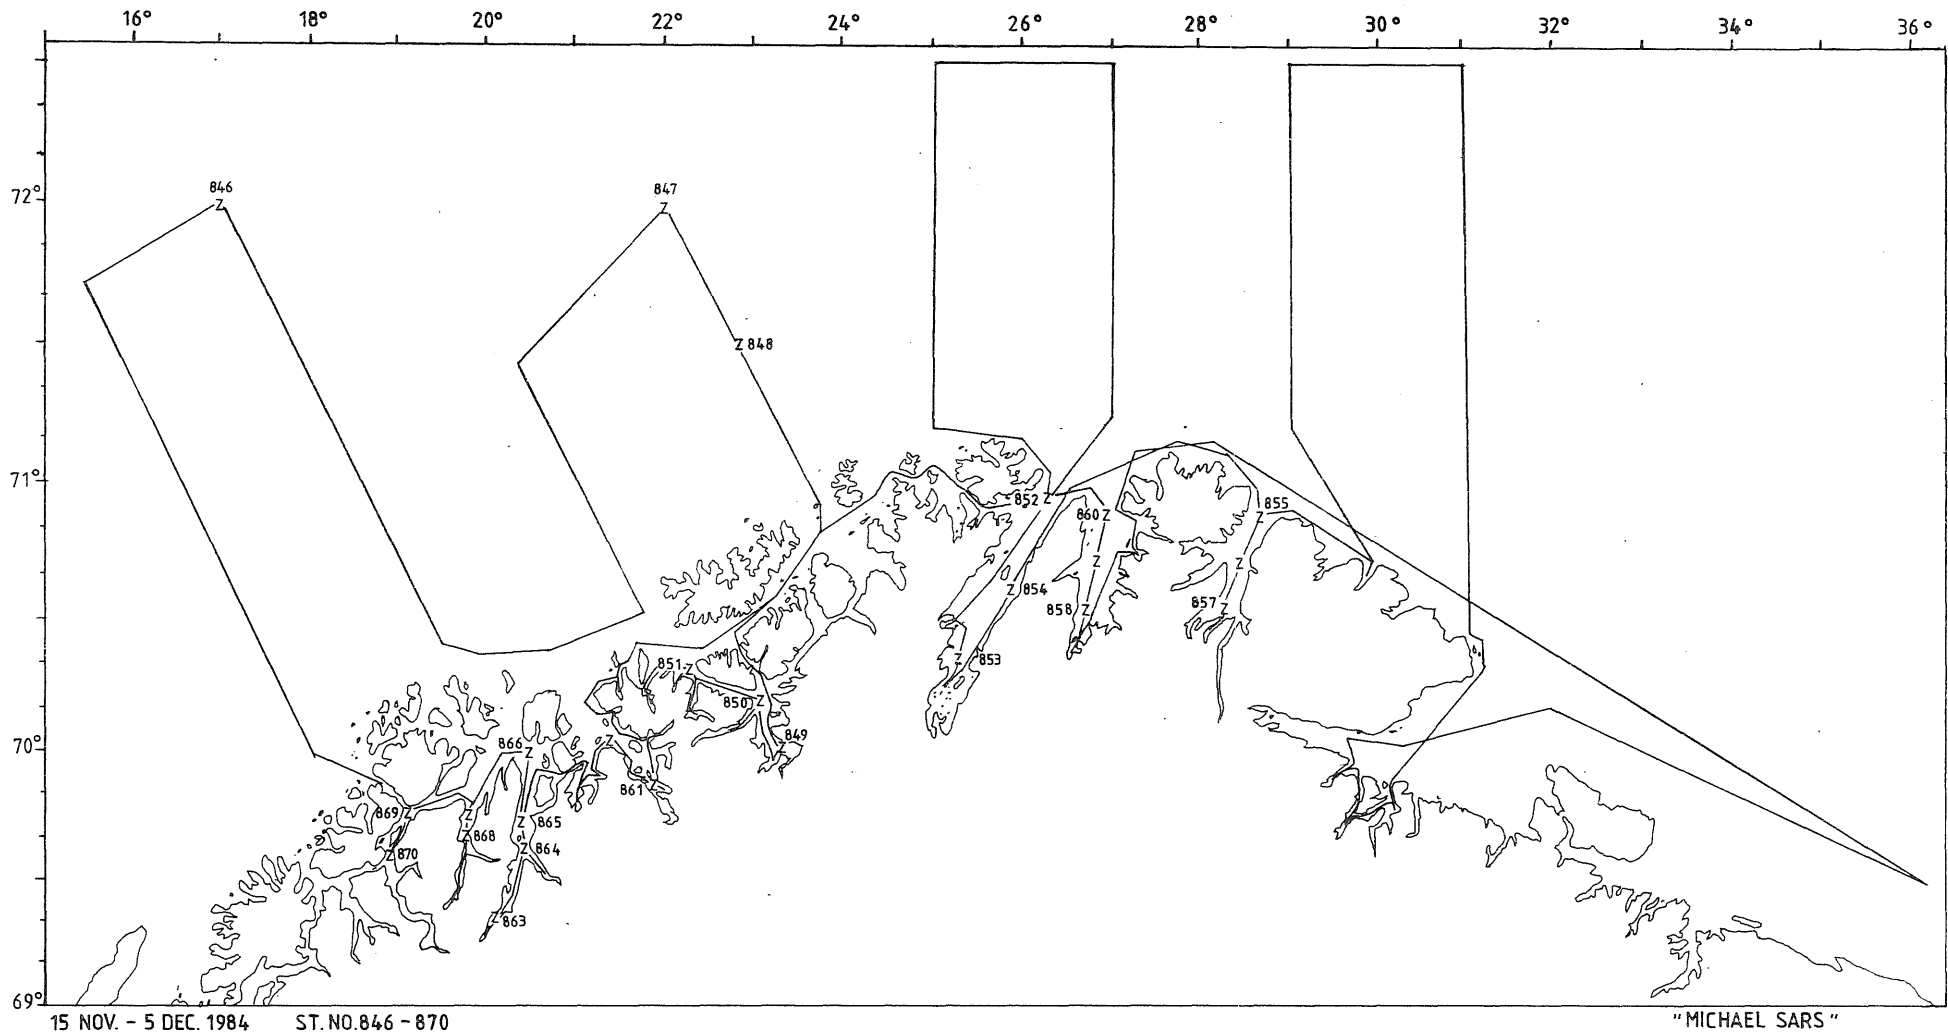 16° 18° 20° 22° 24° 26° 28° 30° 32° 34° 36°
846
847
72°
Z
Z
Z 848
71°
852 Z
860 Z
Z 855
Z
Z
Z 854
858 Z
857 Z
851 Z
Z 853
850 Z
70°
866 Z
Z
Z 849
861 Z
869 Z
Z
Z 865
Z 868
Z 864
Z 870
Z 863
69°
15 NOV. - 5 DEC. 1984 ST. NO. 846 - 870 "MICHAEL SARS"